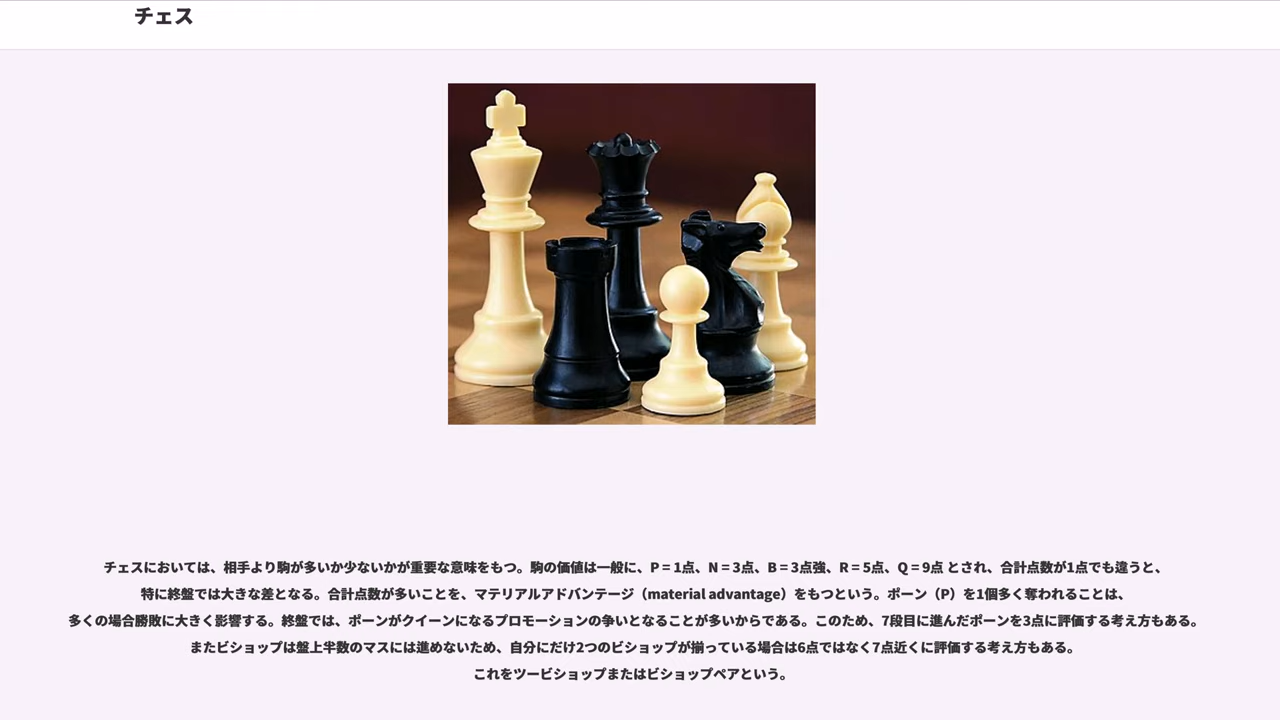 チェス
チェスにおいては、相手より駒が多いか少ないかが重要な意味をもつ。駒の価値は一般に、P = 1点、N = 3点、B = 3点強、R = 5点、Q = 9点 とされ、合計点数が1点でも違うと、
特に終盤では大きな差となる。合計点数が多いことを、マテリアルアドバンテージ（material advantage）をもつという。ポーン（P）を1個多く奪われることは、
多くの場合勝敗に大きく影響する。終盤では、ポーンがクイーンになるプロモーションの争いとなることが多いからである。このため、7段目に進んだポーンを3点に評価する考え方もある。
またビショップは盤上半数のマスには進めないため、自分にだけ2つのビショップが揃っている場合は6点ではなく7点近くに評価する考え方もある。
これをツービショップまたはビショップペアという。